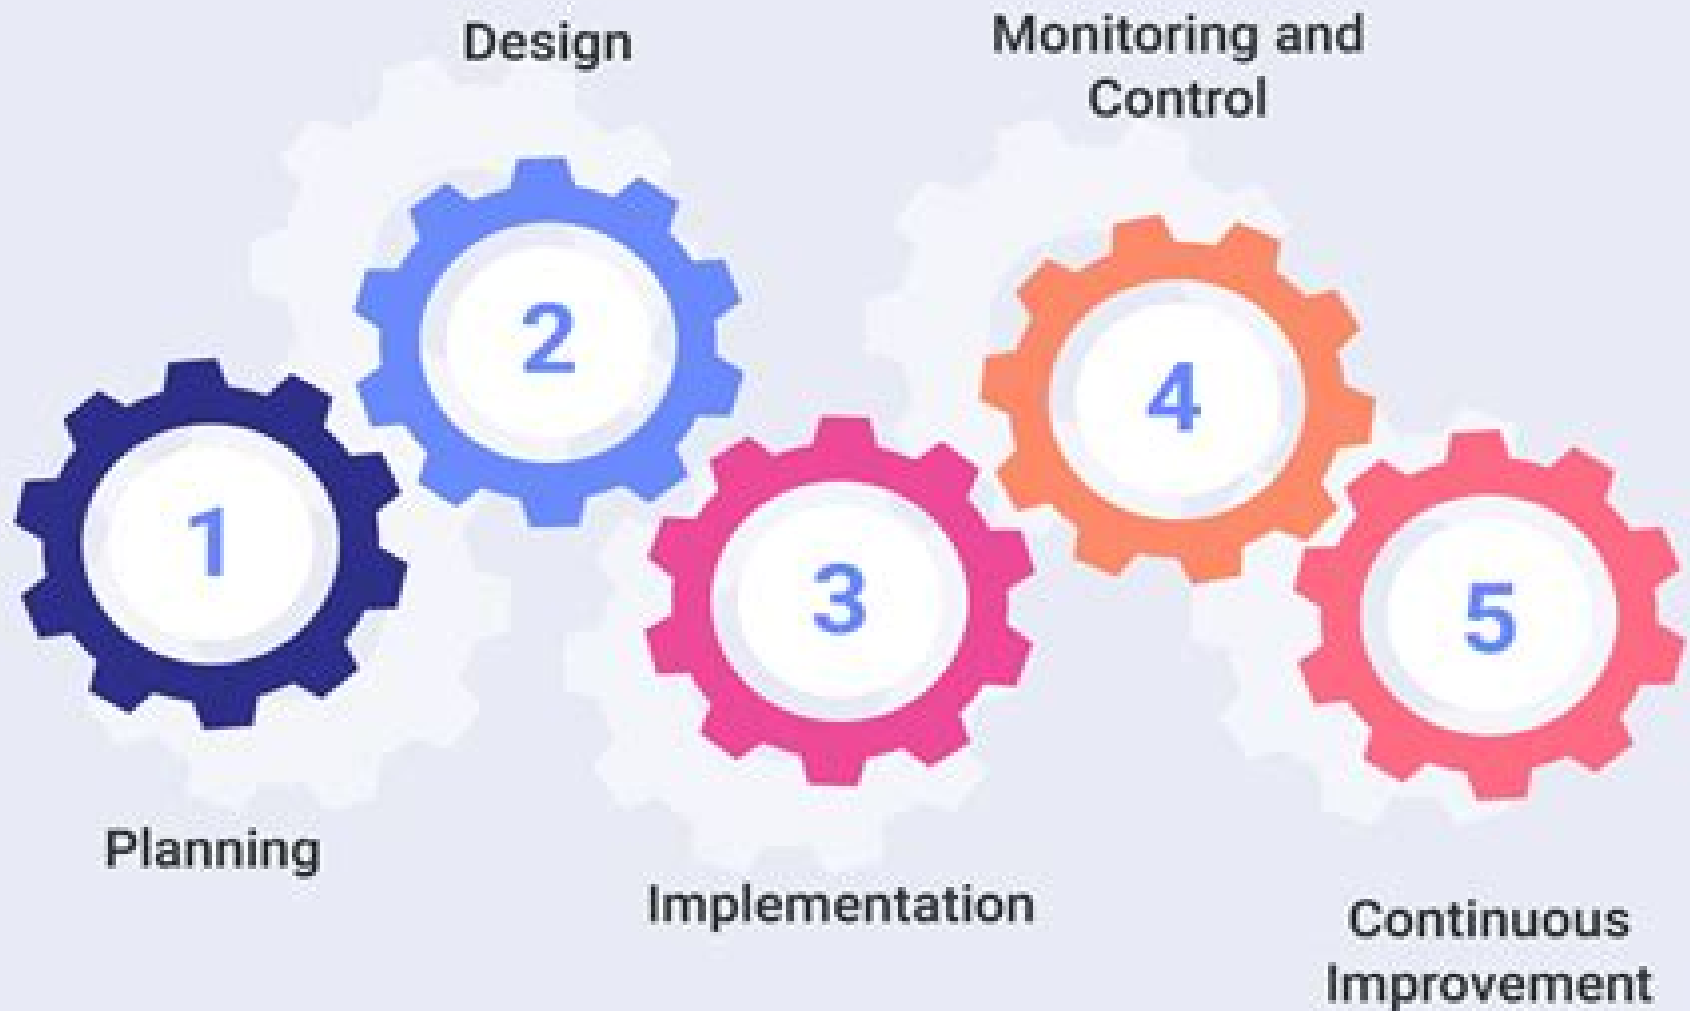 1
Planning
2
Design
3
Implementation
4
Monitoring and
Control
5
Continuous
Improvement